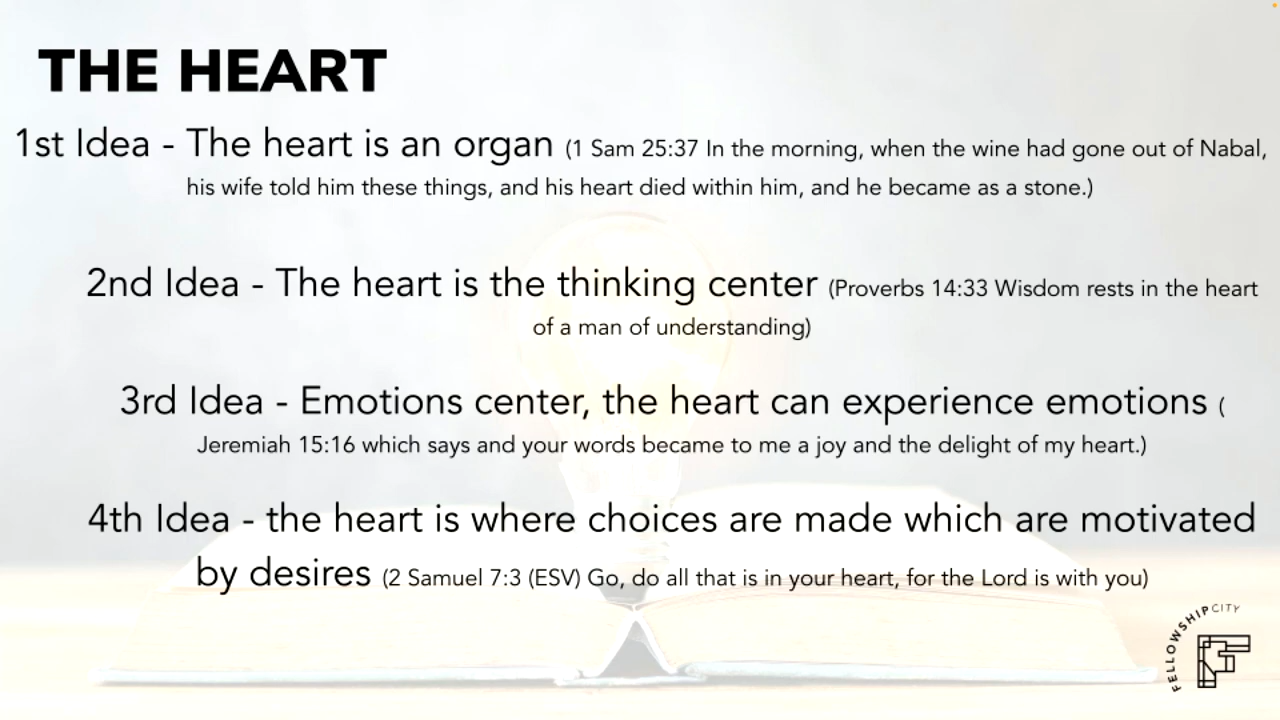 THE HEART
1st Idea - The heart is an organ (1 Sam 25:37 In the morning, when the wine had gone out of Nabal,
his wife told him these things, and his heart died within him, and he became as a stone.)
2nd Idea - The heart is the thinking center (Proverbs 14:33 Wisdom rests in the heart
of a man of understanding)
3rd Idea - Emotions center, the heart can experience emotions (
Jeremiah 15:16 which says and your words became to me a joy and the delight of my heart.)
4th Idea - the heart is where choices are made which are motivated
by desires (2 Samuel 7:3 (ESV) Go, do all that is in your heart, for the Lord is with you)
FELLOWSHIPCITY